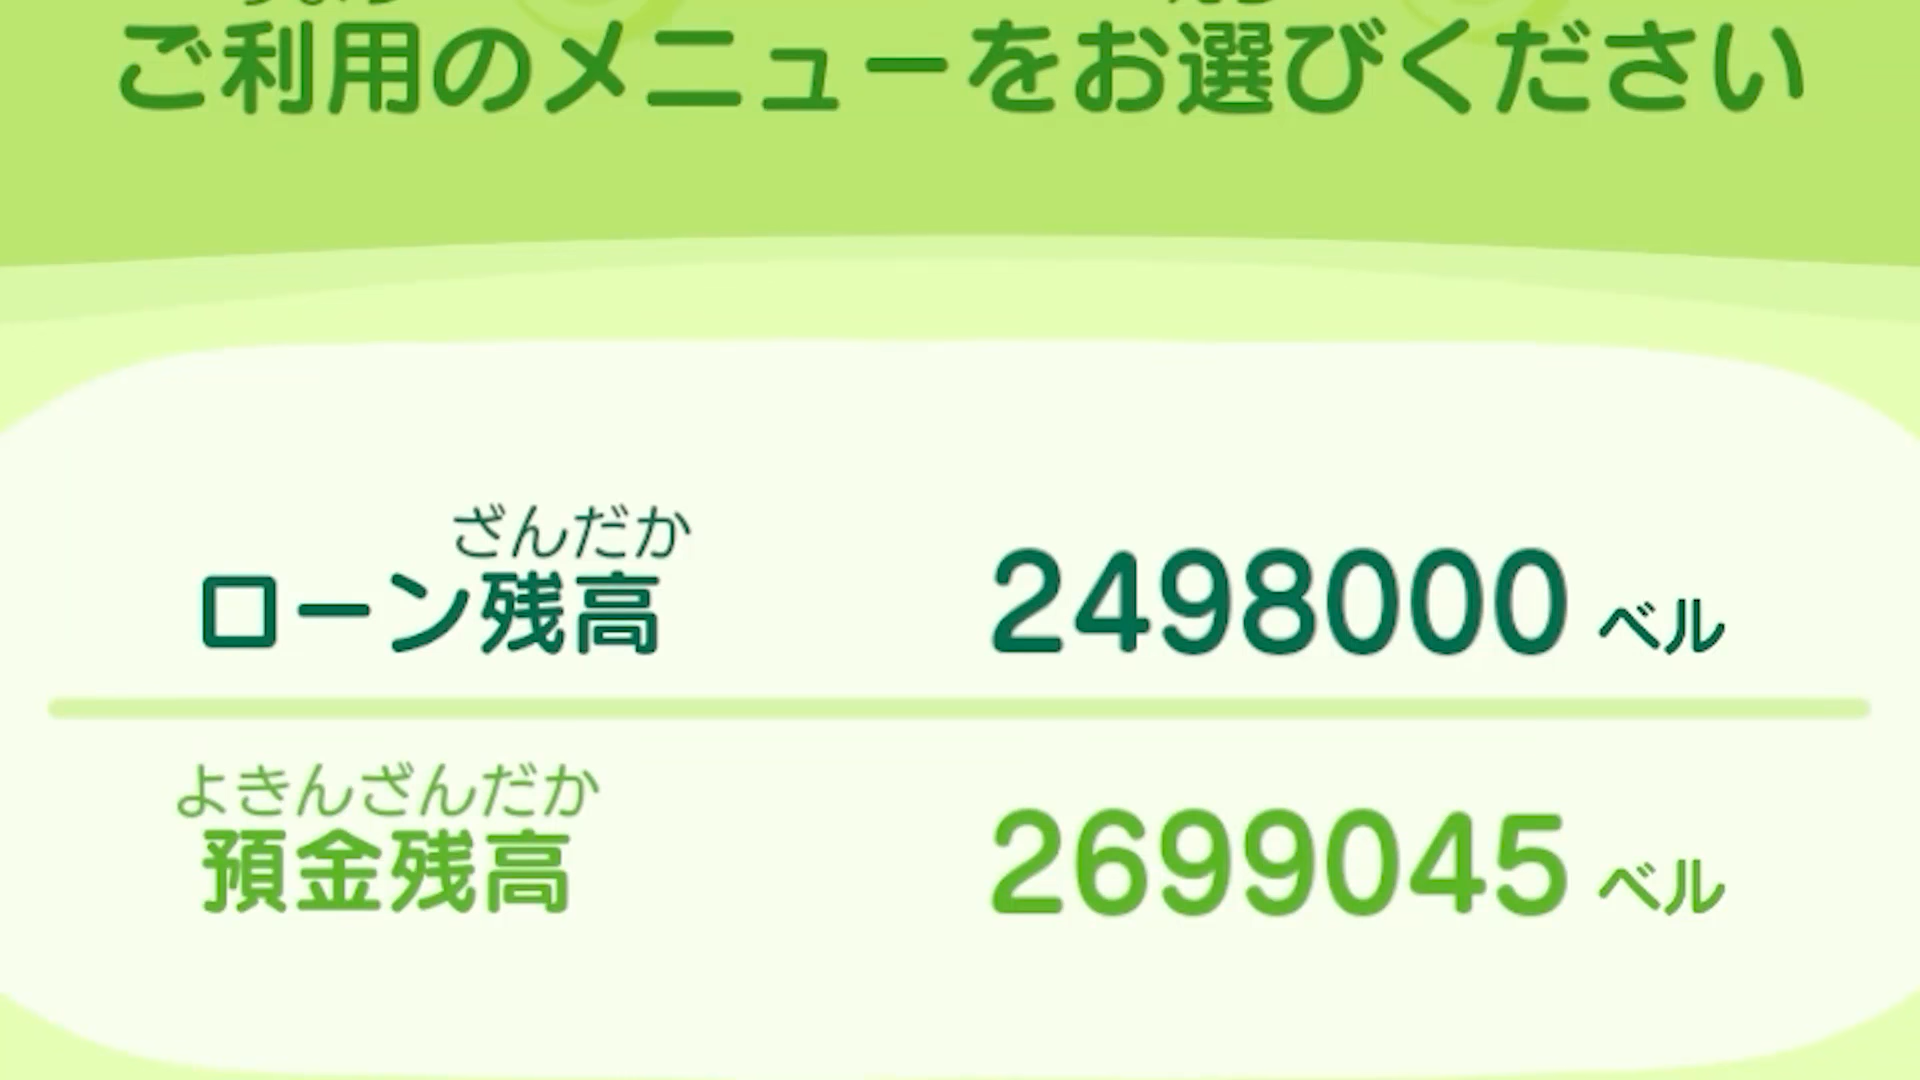 ご利用のメニューをお選びください
ざんだか
ローン残高 2498000 ベル
よきんざんだか
預金残高 2699045 ベル